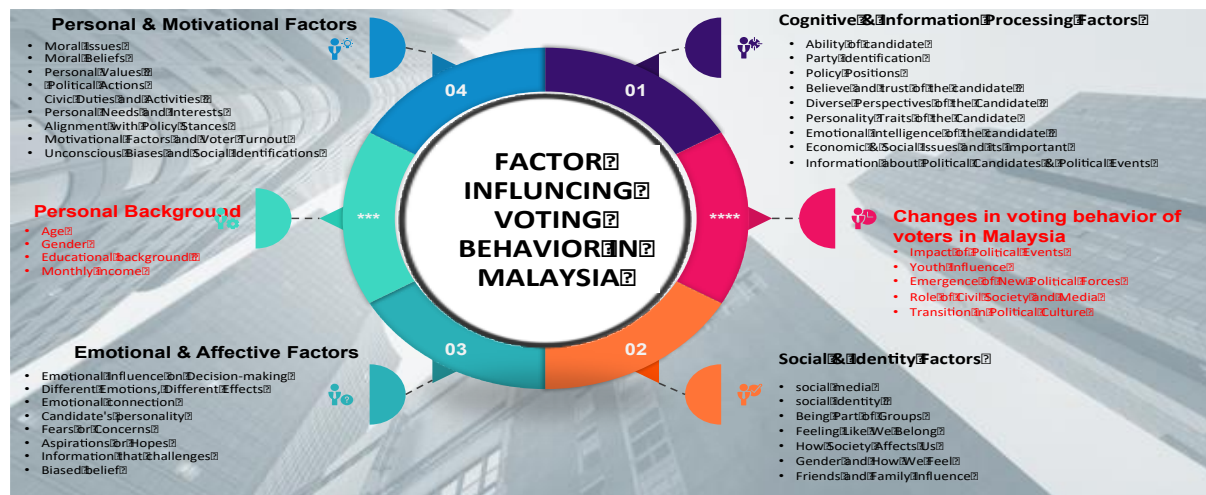 Personal & Motivational Factors
• Moral Issues
• Moral Beliefs
• Personal Values
• Political Actions
• Civic Duties and Activities
• Personal Needs and Interests
• Alignment with Policy Stances
• Motivational Factors and Voter Turnout
• Unconscious Biases and Social Identifications
Personal Background
• Age
• Gender
• Educational background
• Monthly income
Emotional & Affective Factors
• Emotional Influence on Decision-making
• Different Emotions, Different Effects
• Emotional connection
• Candidate's personality
• Fears or Concerns
• Aspirations or Hopes
• Information that challenges
• Biased belief
04
01
***
****
03
02
FACTOR
INFLUNCING
VOTING
BEHAVIOR IN
MALAYSIA
Cognitive & Information Processing Factors
• Ability of candidate
• Party Identification
• Policy Positions
• Believe and trust of the candidate
• Diverse Perspectives of the Candidate
• Personality Traits of the Candidate
• Emotional intelligence of the candidate
• Economic & Social Issues and its Important
• Information about Political Candidates & Political Events
Changes in voting behavior of
voters in Malaysia
• Impact of Political Events
• Youth Influence
• Emergence of New Political Forces
• Role of Civil Society and Media
• Transition in Political Culture
Social & Identity Factors
• social media
• social identity
• Being Part of Groups
• Feeling Like We Belong
• How Society Affects Us
• Gender and How We Feel
• Friends and Family Influence